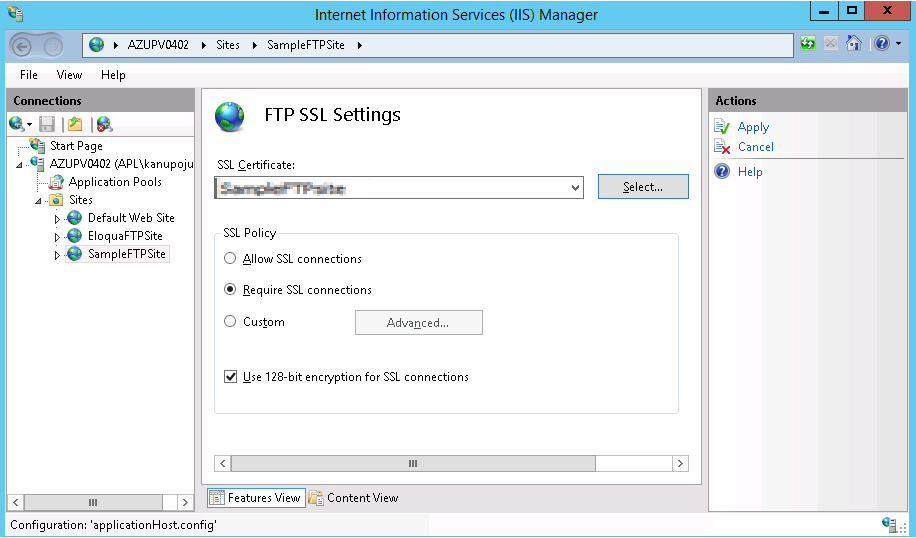 Internet Information Services (IIS) Manager
AZUPV0402 Sites SampleFTPSite
File View Help
Connections
Start Page
AZUPV0402 (APL\kanupoju
Application Pools
Sites
Default Web Site
EloquaFTPSite
SampleFTPSite
FTP SSL Settings
SSL Certificate:
SampleFTPsite
Select...
SSL Policy
Allow SSL connections
Require SSL connections
Custom
Advanced...
Use 128-bit encryption for SSL connections
Features View Content View
Actions
Apply
Cancel
Help
Configuration: 'applicationHost.config'